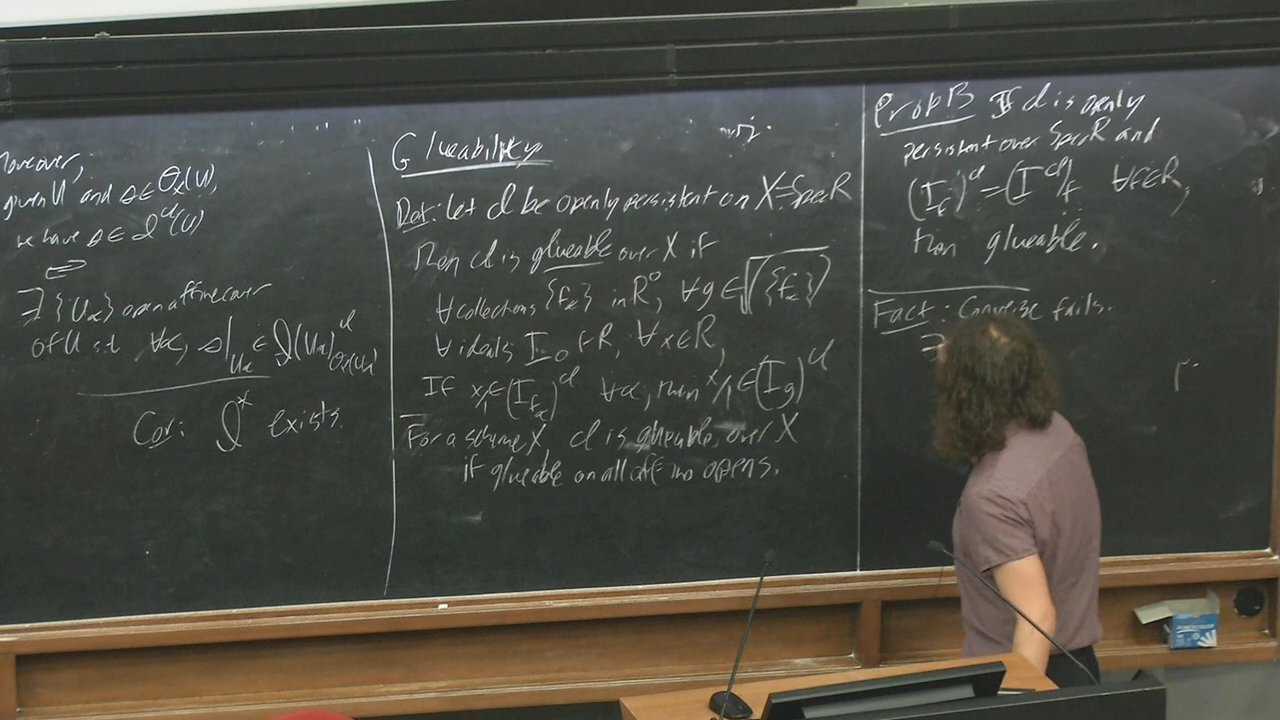 Moreover,
given U and s ∈ O_X(U),
we have s ∈ I^cl(U)
⟺
∃ {U_α} open affine cover
of U s.t. ∀α, s|_{U_α} ∈ I(U_α)^cl_{O_X(U_α)}
Cor: I^* exists.
Glueability
Def: Let cl be openly persistent on X = Spec R
Then cl is glueable over X if
∀ collections {f_α} in R, ∀ g ∈ √({f_α})
∀ ideals I of R, ∀ x ∈ R,
If x/1 ∈ (I_{f_α})^cl ∀α, then x/1 ∈ (I_g)^cl
For a scheme X cl is glueable over X
if glueable on all affine opens.
Prop B If cl is openly
persistent over Spec R and
(I_f)^cl = (I^cl)_f ∀ f ∈ R,
then glueable.
Fact: Converse fails.
∃